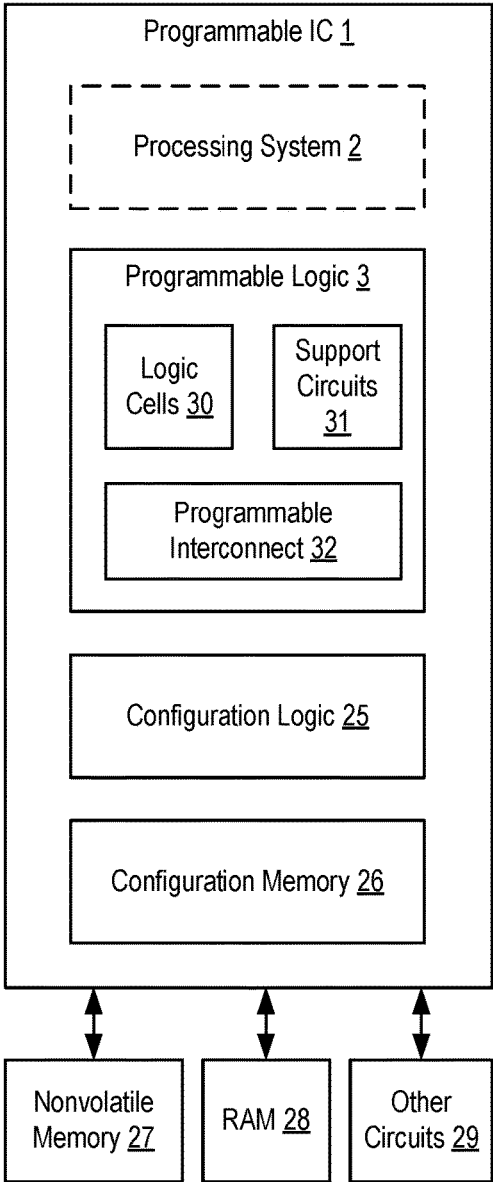 Programmable IC 1
Processing System 2
Programmable Logic 3
Logic
Cells 30
Support
Circuits
31
Programmable
Interconnect 32
Configuration Logic 25
Configuration Memory 26
Nonvolatile
Memory 27
RAM 28
Other
Circuits 29